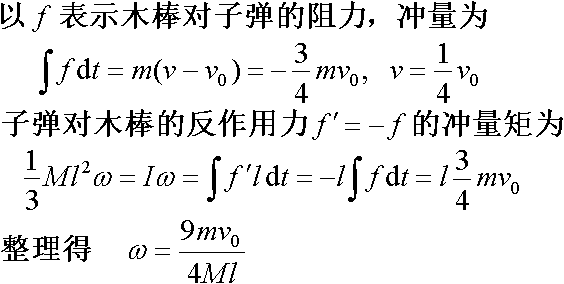 以 f 表示木棒对子弹的阻力，冲量为
∫ f dt = m(v − v₀) = −3/4 mv₀,  v = 1/4 v₀
子弹对木棒的反作用力 f′ = −f 的冲量矩为
1/3 Ml²ω = Iω = ∫ f′l dt = −l∫ f dt = l 3/4 mv₀
整理得  ω = 9mv₀/4Ml